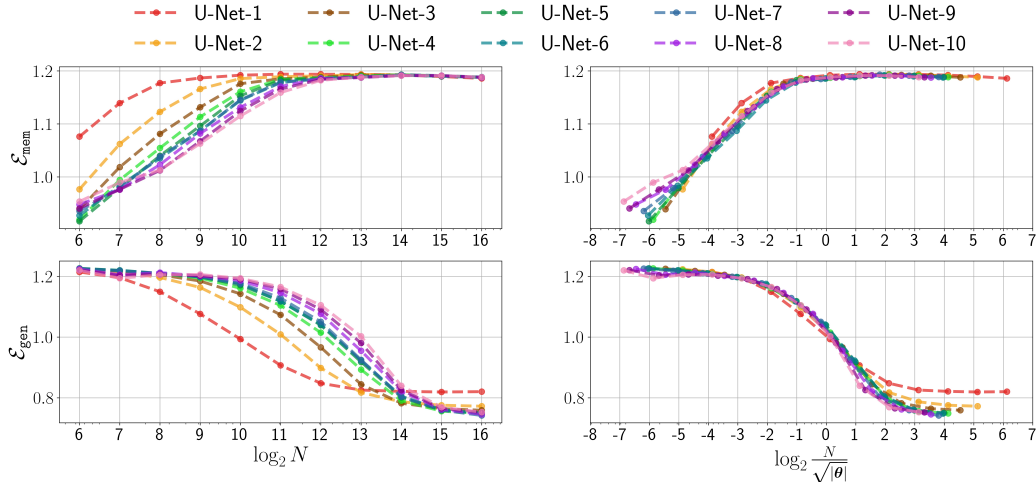 U-Net-1 U-Net-3 U-Net-5 U-Net-7 U-Net-9
U-Net-2 U-Net-4 U-Net-6 U-Net-8 U-Net-10
1.2
1.1
1.0
ℰmem
6 7 8 9 10 11 12 13 14 15 16
1.2
1.1
1.0
-8 -7 -6 -5 -4 -3 -2 -1 0 1 2 3 4 5 6 7
1.2
1.0
0.8
ℰgen
6 7 8 9 10 11 12 13 14 15 16
log₂ N
1.2
1.0
0.8
-8 -7 -6 -5 -4 -3 -2 -1 0 1 2 3 4 5 6 7
log₂ N/√|θ|